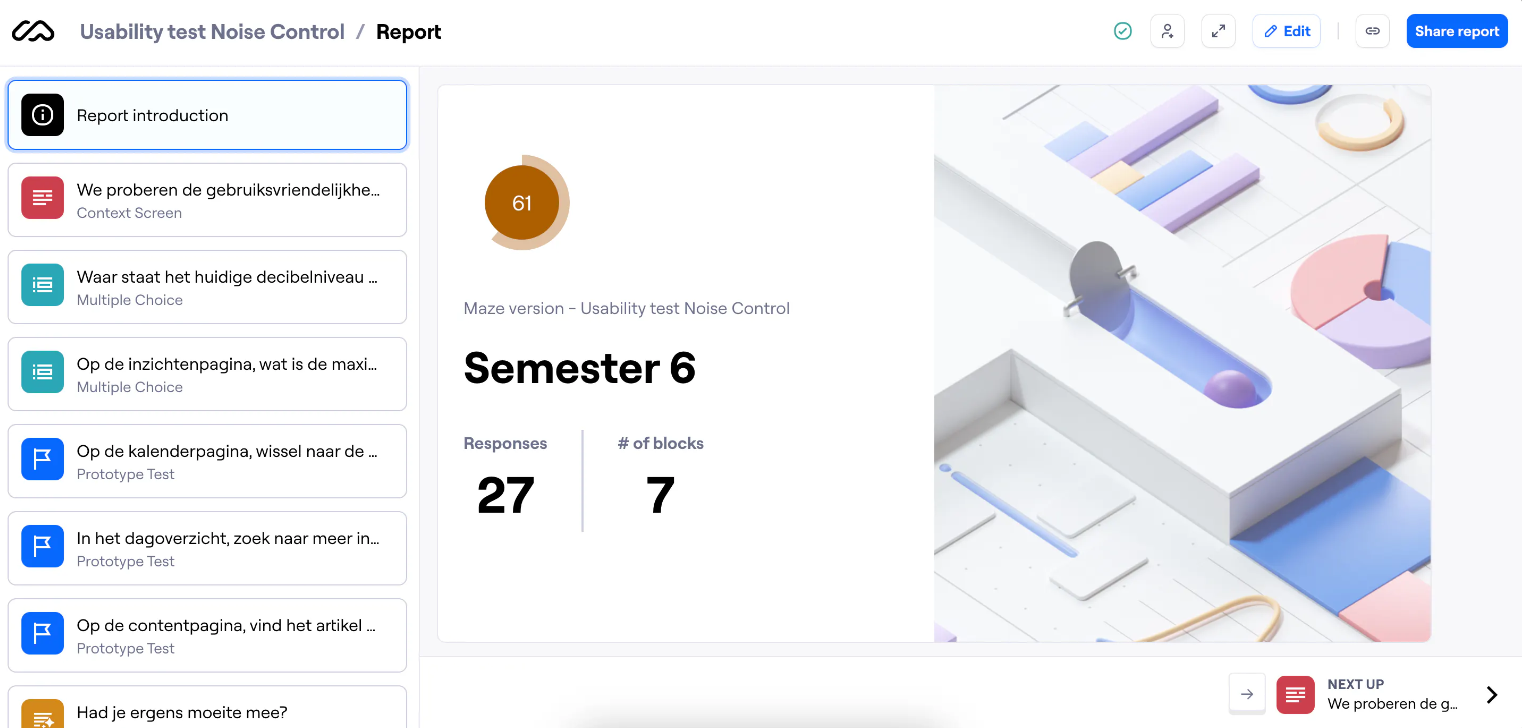 Usability test Noise Control / Report
Edit
Share report
Report introduction
We proberen de gebruiksvriendelijkhe...
Context Screen
Waar staat het huidige decibelniveau ...
Multiple Choice
Op de inzichtenpagina, wat is de maxi...
Multiple Choice
Op de kalenderpagina, wissel naar de ...
Prototype Test
In het dagoverzicht, zoek naar meer in...
Prototype Test
Op de contentpagina, vind het artikel ...
Prototype Test
Had je ergens moeite mee?
61
Maze version - Usability test Noise Control
Semester 6
Responses
27
# of blocks
7
NEXT UP
We proberen de g...